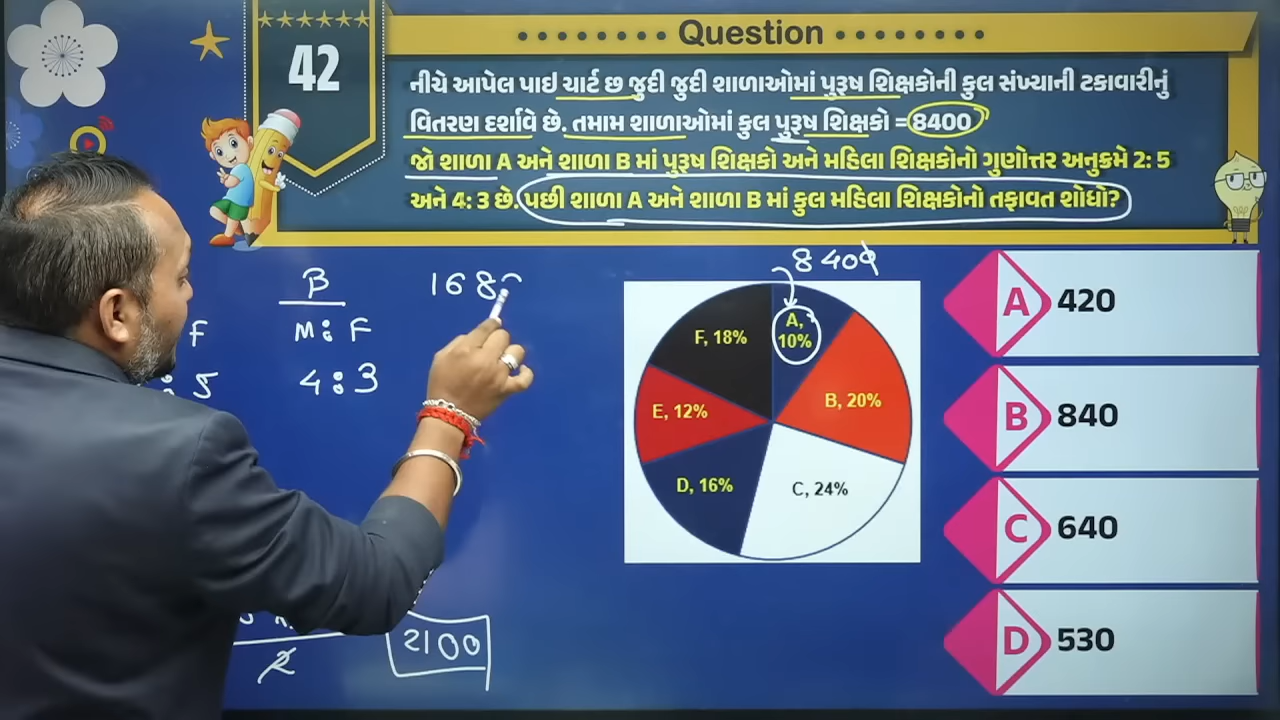 42
Question
નીચે આપેલ પાઇ ચાર્ટ છ જુદી જુદી શાળાઓમાં પુરૂષ શિક્ષકોની કુલ સંખ્યાની ટકાવારીનું
વિતરણ દર્શાવે છે. તમામ શાળાઓમાં કુલ પુરૂષ શિક્ષકો =8400
જો શાળા A અને શાળા B માં પુરૂષ શિક્ષકો અને મહિલા શિક્ષકોનો ગુણોત્તર અનુક્રમે 2: 5
અને 4: 3 છે. પછી શાળા A અને શાળા B માં કુલ મહિલા શિક્ષકોનો તફાવત શોધો?
8400
B 168
F M: F
: 5 4:3
2
2100
A,
10%
B, 20%
C, 24%
D, 16%
E, 12%
F, 18%
A 420
B 840
C 640
D 530